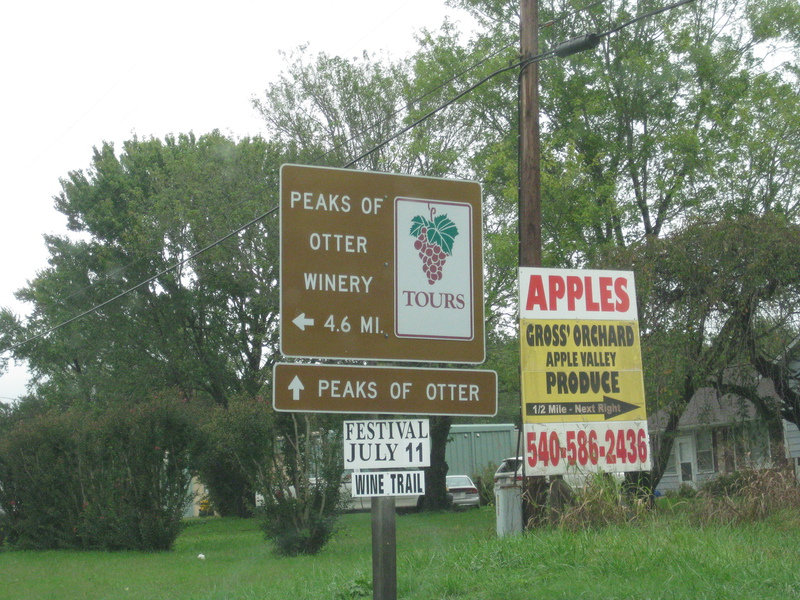 PEAKS OF
OTTER
WINERY
← 4.6 MI.
TOURS
↑ PEAKS OF OTTER
FESTIVAL
JULY 11
WINE TRAIL
APPLES
GROSS' ORCHARD
APPLE VALLEY
PRODUCE
1/2 Mile - Next Right
540-586-2436